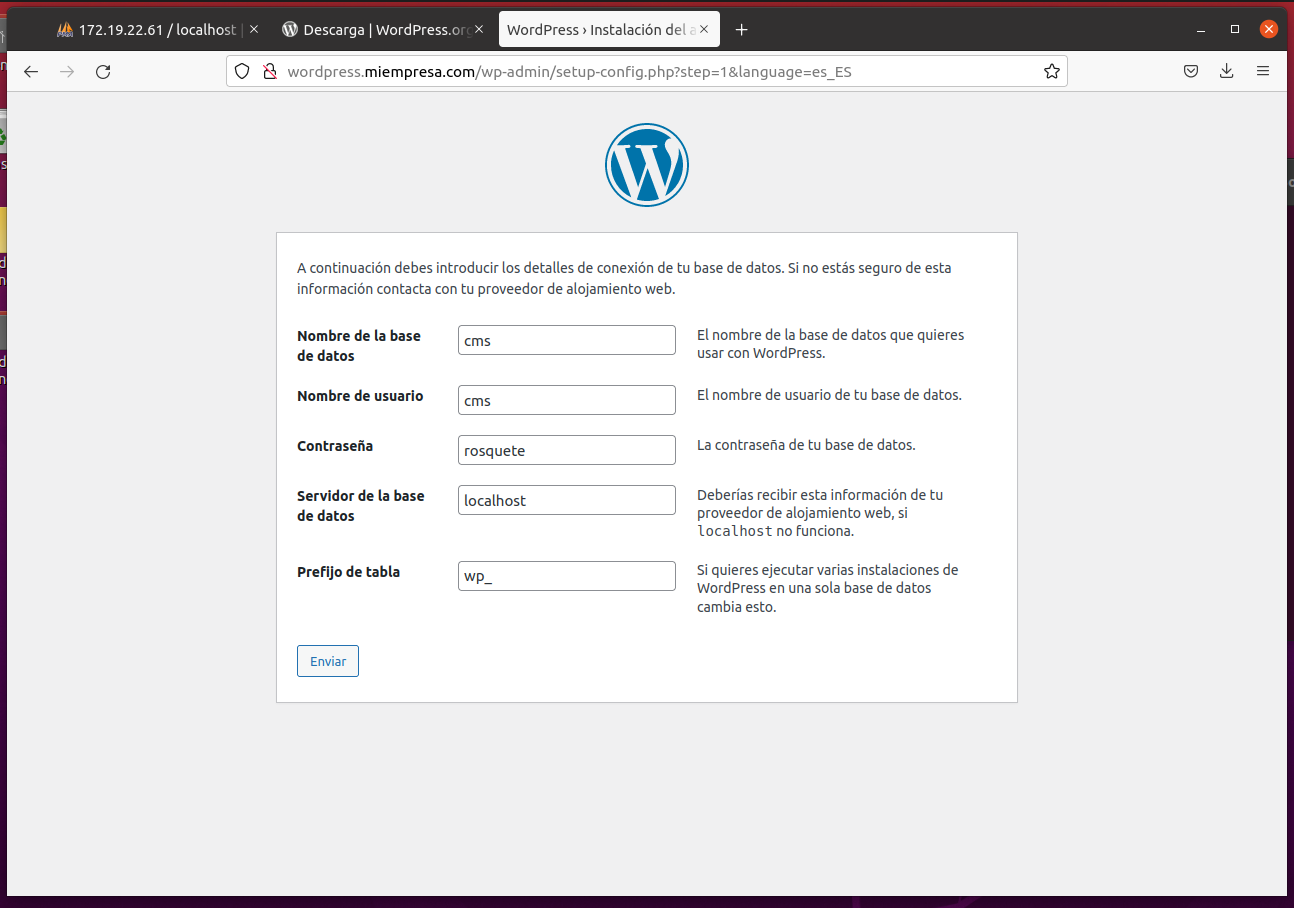 172.19.22.61 / localhost |
Descarga | WordPress.org
WordPress › Instalación del a
wordpress.miempresa.com/wp-admin/setup-config.php?step=1&language=es_ES
A continuación debes introducir los detalles de conexión de tu base de datos. Si no estás seguro de esta
información contacta con tu proveedor de alojamiento web.
Nombre de la base
de datos
cms
El nombre de la base de datos que quieres
usar con WordPress.
Nombre de usuario
cms
El nombre de usuario de tu base de datos.
Contraseña
rosquete
La contraseña de tu base de datos.
Servidor de la base
de datos
localhost
Deberías recibir esta información de tu
proveedor de alojamiento web, si
localhost no funciona.
Prefijo de tabla
wp_
Si quieres ejecutar varias instalaciones de
WordPress en una sola base de datos
cambia esto.
Enviar